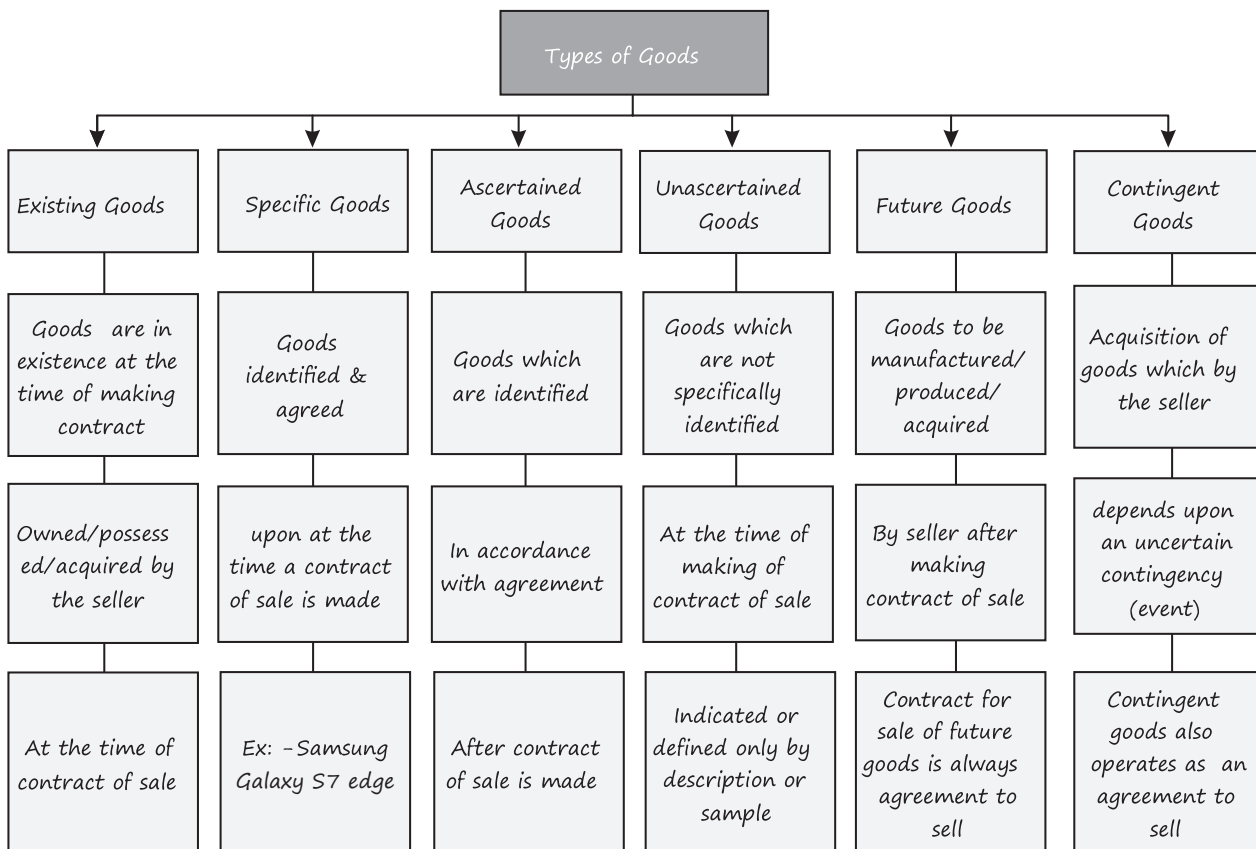 Types of Goods
Existing Goods
Specific Goods
Ascertained
Goods
Unascertained
Goods
Future Goods
Contingent
Goods
Goods are in
existence at the
time of making
contract
Goods
identified &
agreed
Goods which
are identified
Goods which
are not
specifically
identified
Goods to be
manufactured/
produced/
acquired
Acquisition of
goods which by
the seller
Owned/possess
ed/acquired by
the seller
upon at the
time a contract
of sale is made
In accordance
with agreement
At the time of
making of
contract of sale
By seller after
making
contract of sale
depends upon
an uncertain
contingency
(event)
At the time of
contract of sale
Ex: -Samsung
Galaxy S7 edge
After contract
of sale is made
Indicated or
defined only by
description or
sample
Contract for
sale of future
goods is always
agreement to
sell
Contingent
goods also
operates as an
agreement to
sell